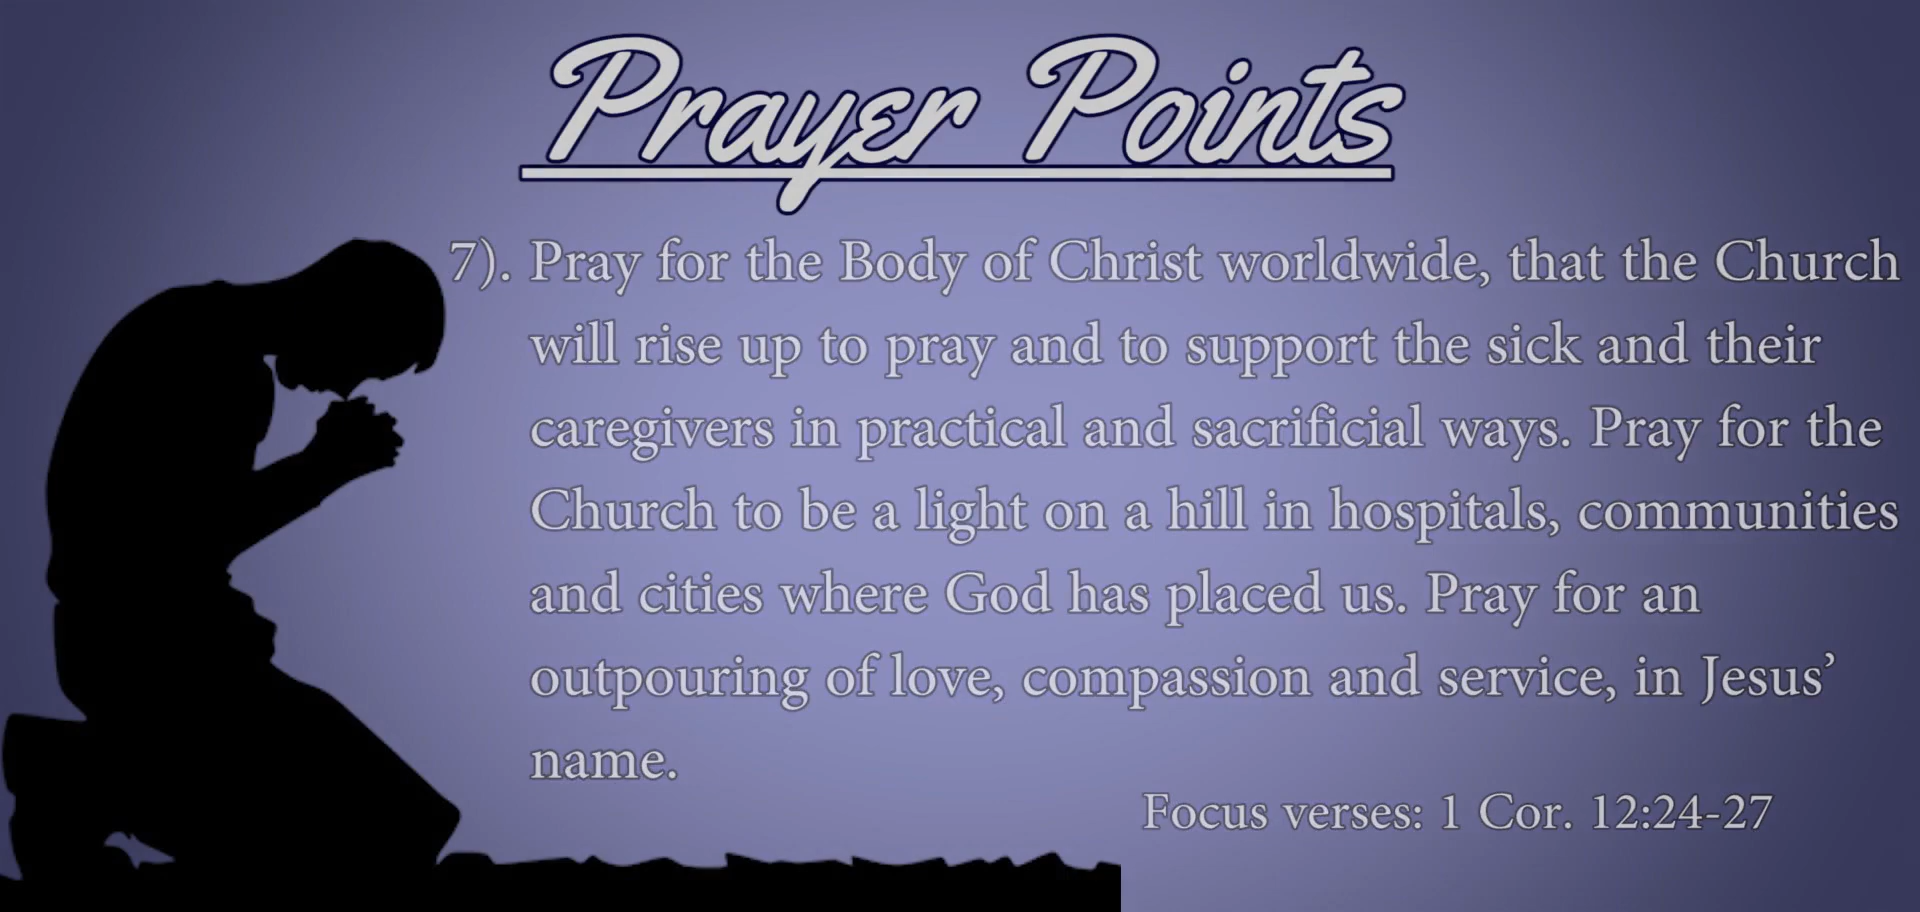 Prayer Points
7). Pray for the Body of Christ worldwide, that the Church
will rise up to pray and to support the sick and their
caregivers in practical and sacrificial ways. Pray for the
Church to be a light on a hill in hospitals, communities
and cities where God has placed us. Pray for an
outpouring of love, compassion and service, in Jesus’
name.
Focus verses: 1 Cor. 12:24-27